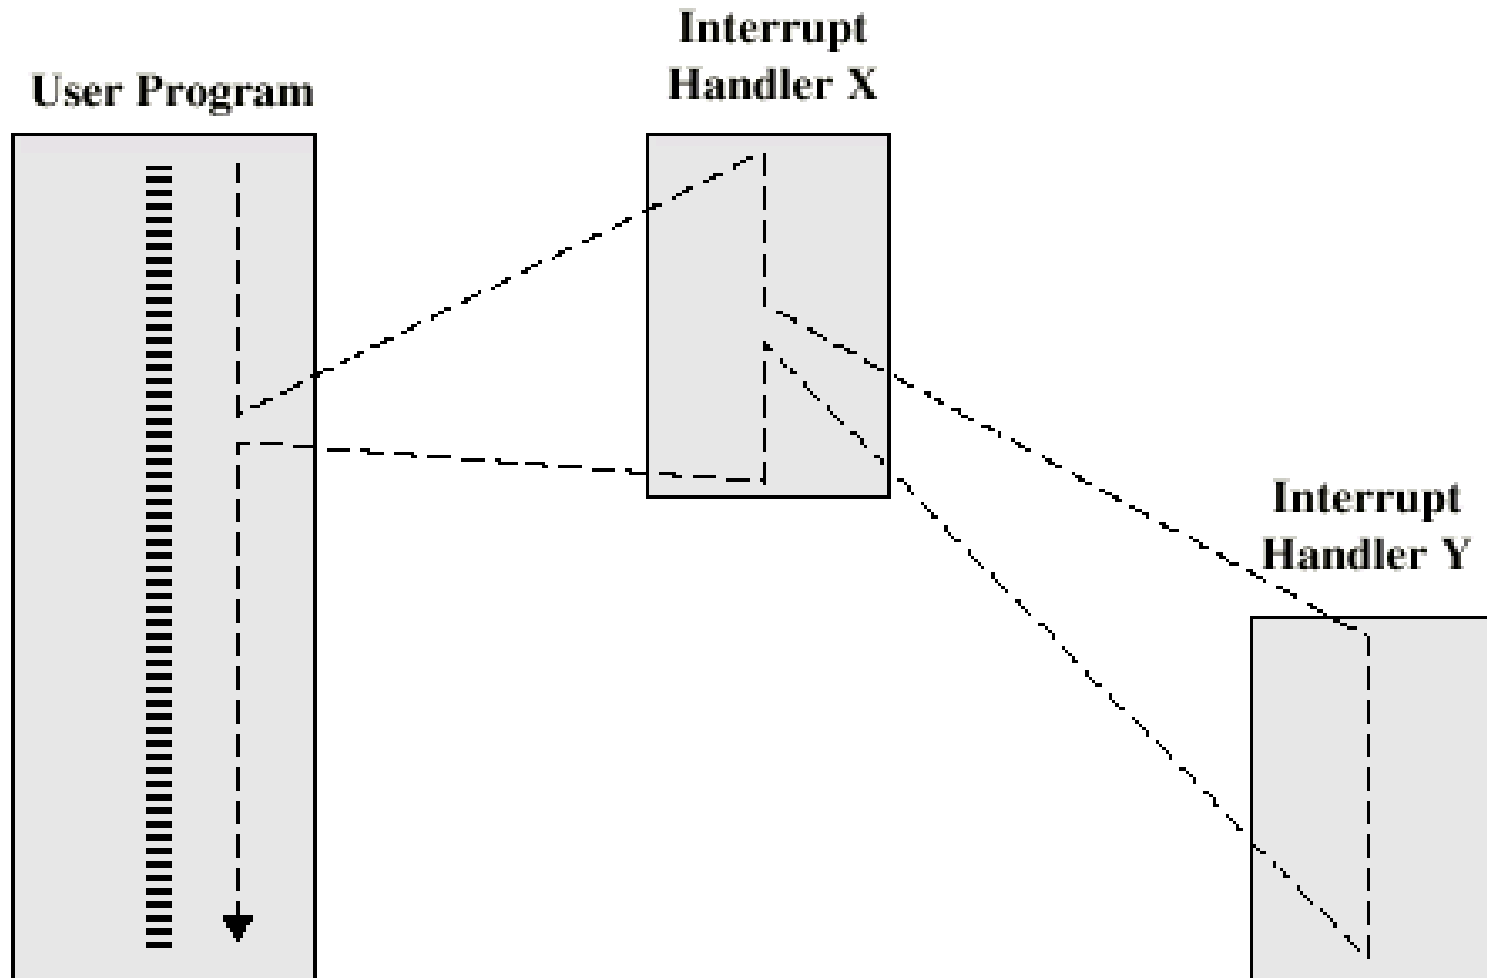 User Program
Interrupt
Handler X
Interrupt
Handler Y